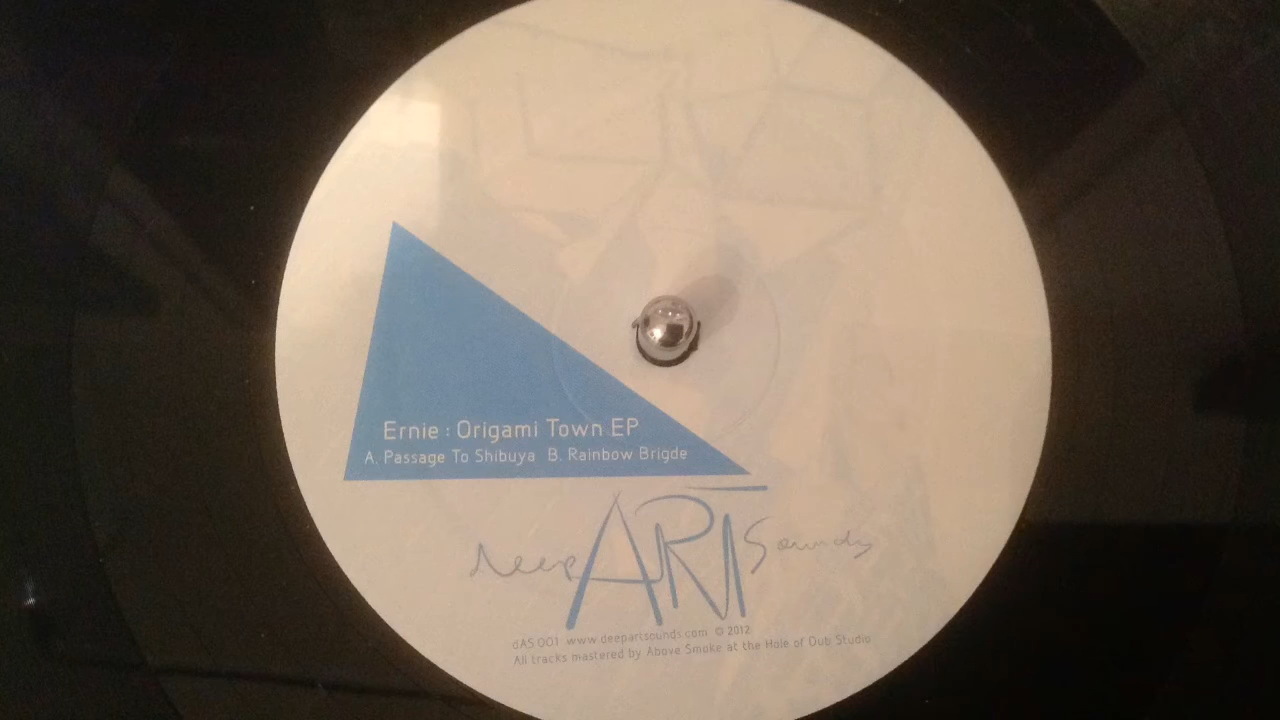 Ernie : Origami Town EP
A. Passage To Shibuya B. Rainbow Brigde
deep ART Sounds
dAS 001 www.deepartsounds.com © 2012
All tracks mastered by Above Smoke at the Hole of Dub Studio